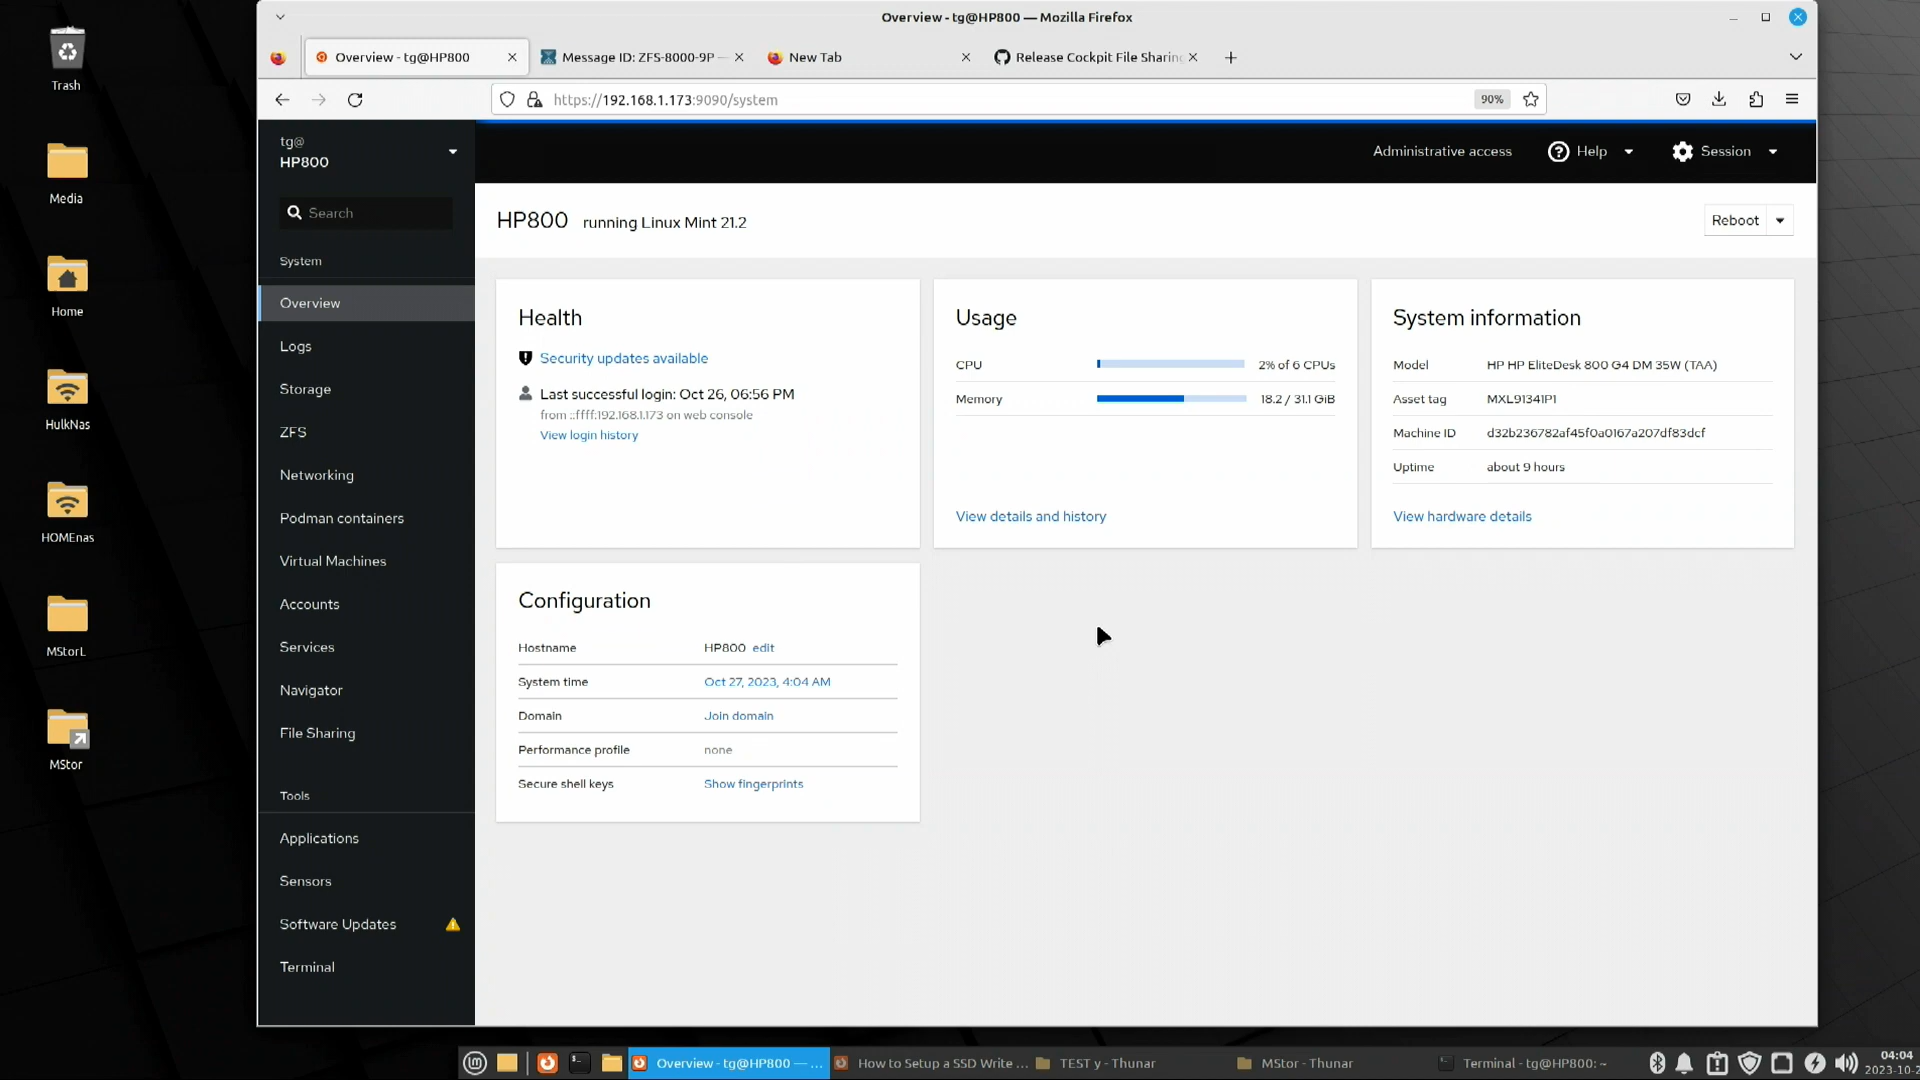 Overview - tg@HP800 — Mozilla Firefox
Overview - tg@HP800
Message ID: ZFS-8000-9P
New Tab
Release Cockpit File Sharing
https://192.168.1.173:9090/system
90%
tg@
HP800
Administrative access
Help
Session
Search
HP800 running Linux Mint 21.2
Reboot
System
Overview
Logs
Storage
ZFS
Networking
Podman containers
Virtual Machines
Accounts
Services
Navigator
File Sharing
Tools
Applications
Sensors
Software Updates
Terminal
Health
Security updates available
Last successful login: Oct 26, 06:56 PM
from ::ffff:192.168.1.173 on web console
View login history
Usage
CPU 2% of 6 CPUs
Memory 18.2 / 31.1 GiB
View details and history
System information
Model HP HP EliteDesk 800 G4 DM 35W (TAA)
Asset tag MXL91341P1
Machine ID d32b236782af45f0a0167a207df83dcf
Uptime about 9 hours
View hardware details
Configuration
Hostname HP800 edit
System time Oct 27, 2023, 4:04 AM
Domain Join domain
Performance profile none
Secure shell keys Show fingerprints
Trash
Media
Home
HulkNas
HOMEnas
MStorL
MStor
Overview - tg@HP800 — ...
How to Setup a SSD Write ...
TEST y - Thunar
MStor - Thunar
Terminal - tg@HP800: ~
04:04
2023-10-2